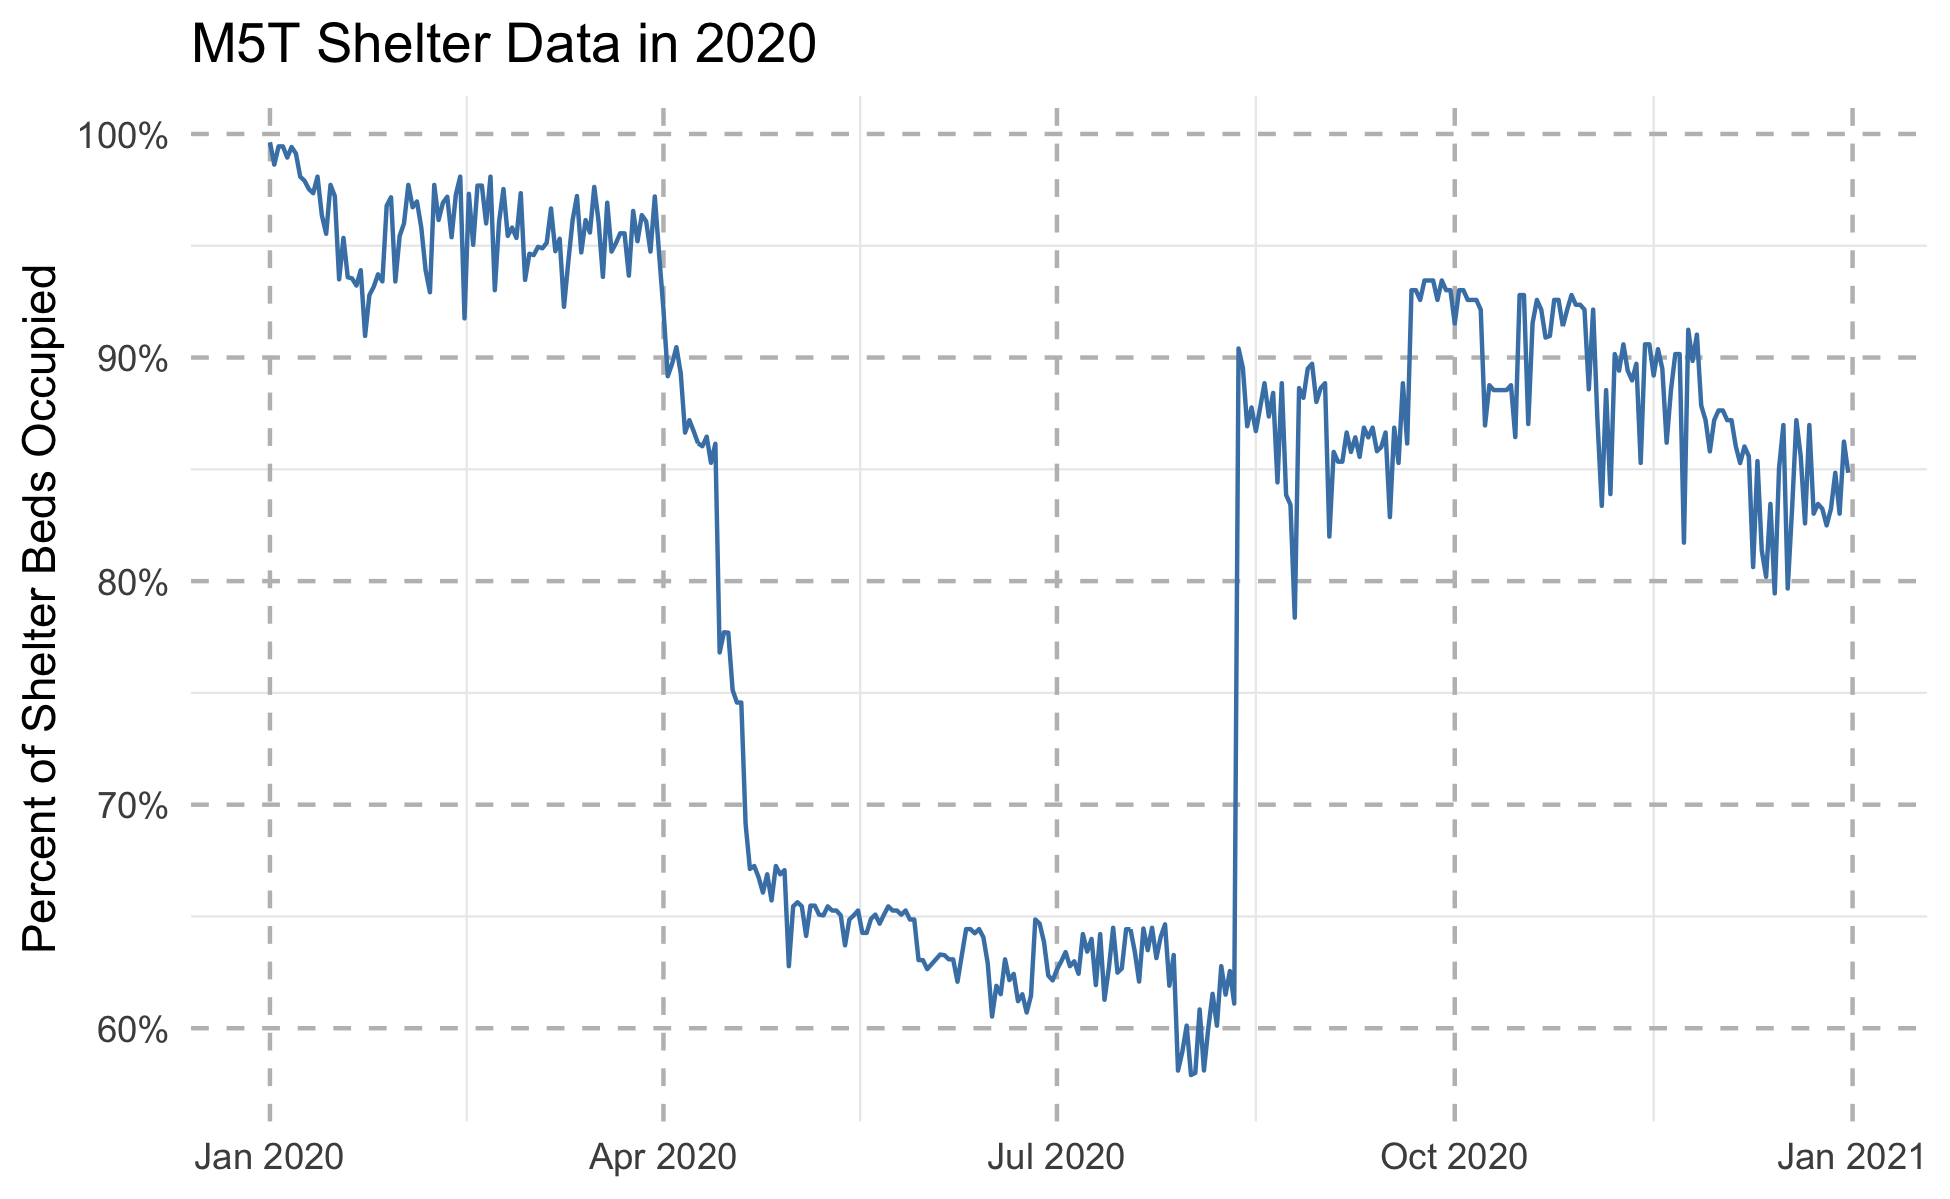 M5T Shelter Data in 2020
Percent of Shelter Beds Occupied
100%
90%
80%
70%
60%
Jan 2020
Apr 2020
Jul 2020
Oct 2020
Jan 2021